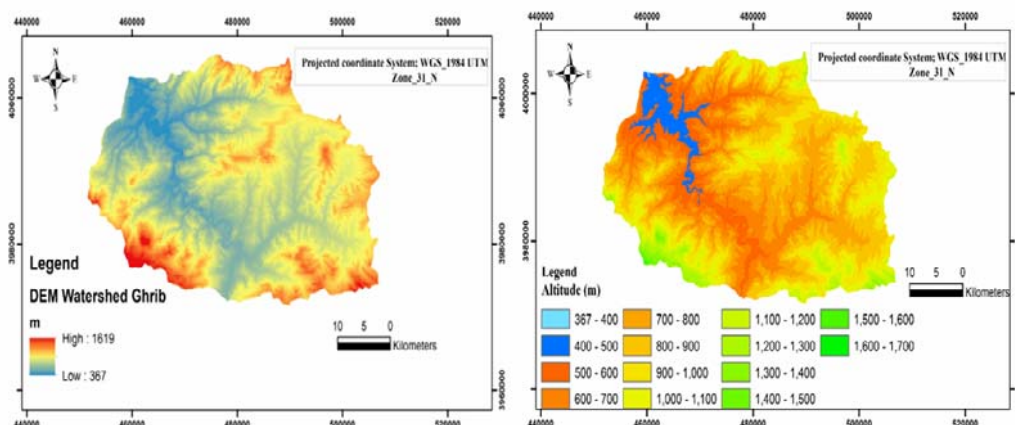 440000 460000 480000 500000 520000
N
W E
S
Projected coordinate System; WGS_1984 UTM
Zone_31_N
4060000
3980000
3980000
3960000
Legend
DEM Watershed Ghrib
m
High : 1619
Low : 367
10 5 0
Kilometers
440000 460000 480000 500000 520000
440000 460000 480000 500000 520000
N
W E
S
Projected coordinate System; WGS_1984 UTM
Zone_31_N
4000000
4000000
3980000
3980000
Legend
Altitude (m)
10 5 0
Kilometers
367 - 400
400 - 500
500 - 600
600 - 700
700 - 800
800 - 900
900 - 1,000
1,000 - 1,100
1,100 - 1,200
1,200 - 1,300
1,300 - 1,400
1,400 - 1,500
1,500 - 1,600
1,600 - 1,700
440000 460000 480000 500000 520000